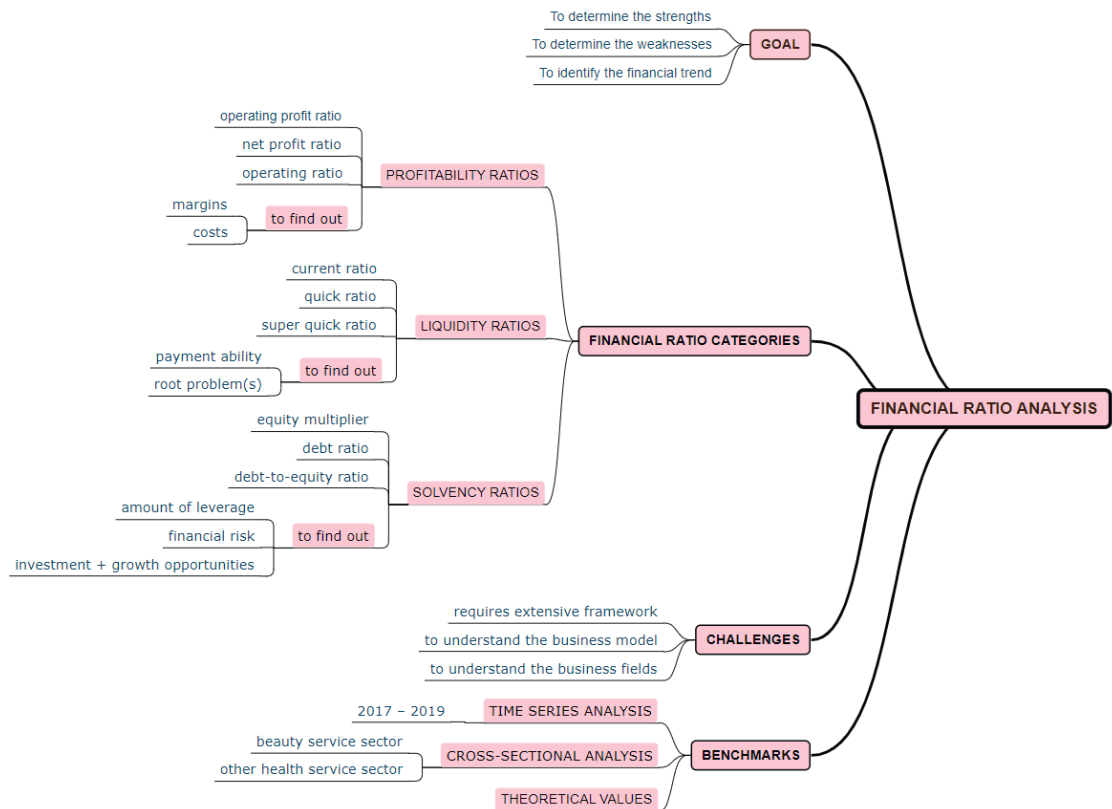 To determine the strengths
To determine the weaknesses
To identify the financial trend
GOAL
operating profit ratio
net profit ratio
operating ratio
margins
costs
to find out
PROFITABILITY RATIOS
current ratio
quick ratio
super quick ratio
payment ability
root problem(s)
to find out
LIQUIDITY RATIOS
equity multiplier
debt ratio
debt-to-equity ratio
amount of leverage
financial risk
investment + growth opportunities
to find out
SOLVENCY RATIOS
FINANCIAL RATIO CATEGORIES
FINANCIAL RATIO ANALYSIS
requires extensive framework
to understand the business model
to understand the business fields
CHALLENGES
2017 – 2019
TIME SERIES ANALYSIS
beauty service sector
other health service sector
CROSS-SECTIONAL ANALYSIS
THEORETICAL VALUES
BENCHMARKS